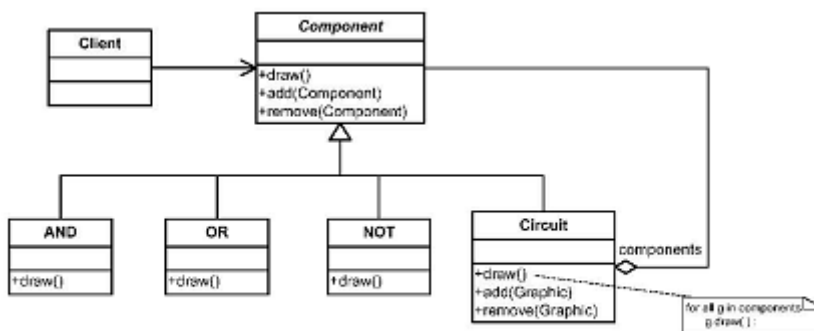 Component
Client
+draw()
+add(Component)
+remove(Component)
AND
OR
NOT
Circuit
components
+draw()
+draw()
+draw()
+draw()
+add(Graphic)
+remove(Graphic)
for all g in components
g.draw( ) ;